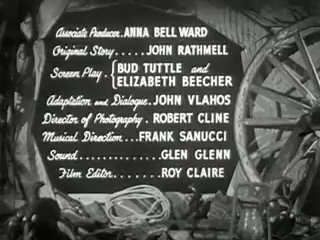 Associate Producer. ANNA BELL WARD
Original Story......JOHN RATHMELL
Screen Play. { BUD TUTTLE and
ELIZABETH BEECHER
Adaptation and Dialogue. JOHN VLAHOS
Director of Photography. ROBERT CLINE
Musical Direction...FRANK SANUCCI
Sound..............GLEN GLENN
Film Editor.......ROY CLAIRE